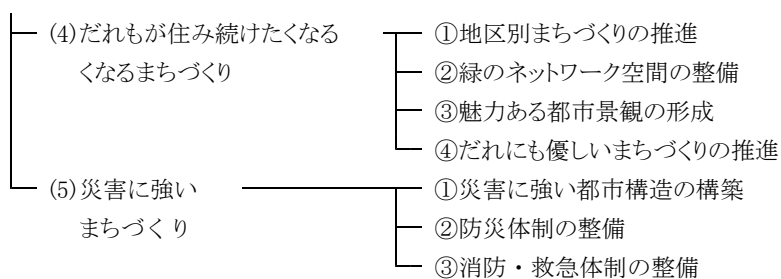 (4)だれもが住み続けたくなる ①地区別まちづくりの推進
くなるまちづくり ②緑のネットワーク空間の整備
③魅力ある都市景観の形成
④だれにも優しいまちづくりの推進
(5)災害に強い ①災害に強い都市構造の構築
まちづくり ②防災体制の整備
③消防・救急体制の整備